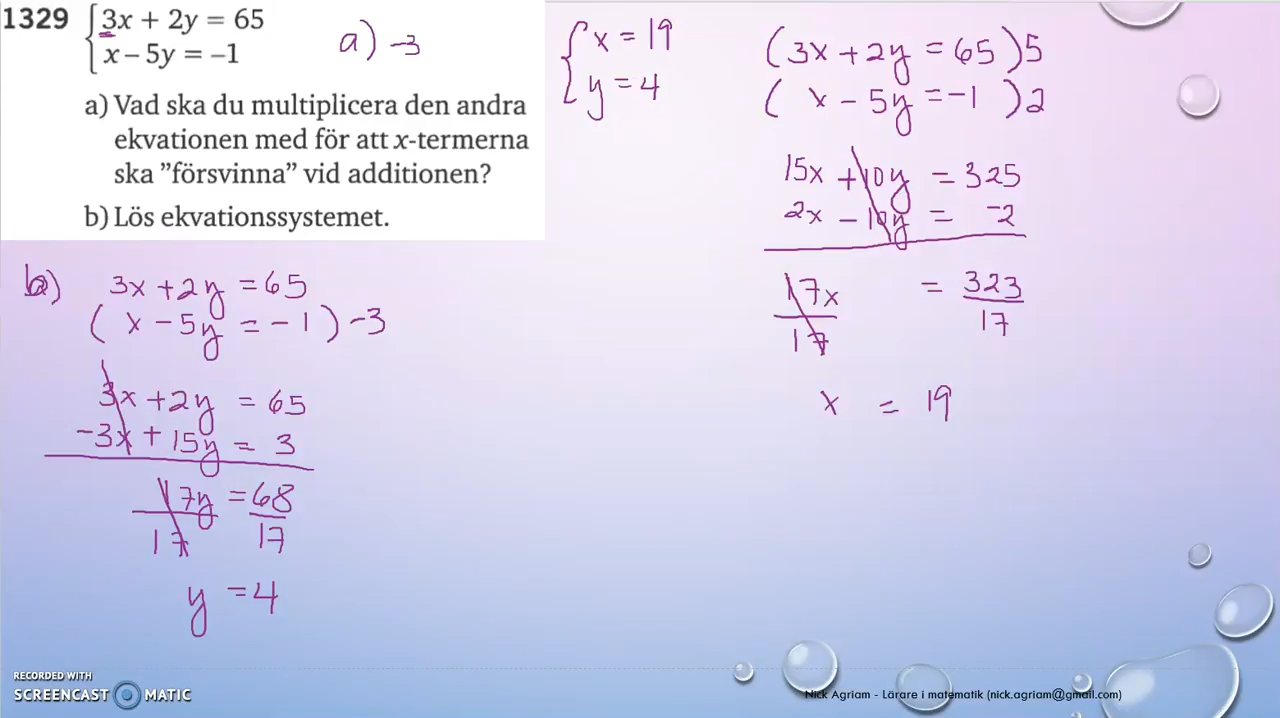 1329
3x + 2y = 65
x – 5y = –1
a) Vad ska du multiplicera den andra
ekvationen med för att x-termerna
ska ”försvinna” vid additionen?
b) Lös ekvationssystemet.
a) -3
x = 19
y = 4
b) 3x + 2y = 65
( x - 5y = -1 ) -3
3x + 2y = 65
-3x + 15y = 3
17y = 68
17 17
y = 4
( 3x + 2y = 65 ) 5
( x - 5y = -1 ) 2
15x + 10y = 325
2x - 10y = -2
17x = 323
17 17
x = 19
RECORDED WITH
SCREENCAST MATIC
Nick Agriam - Lärare i matematik (nick.agriam@gmail.com)